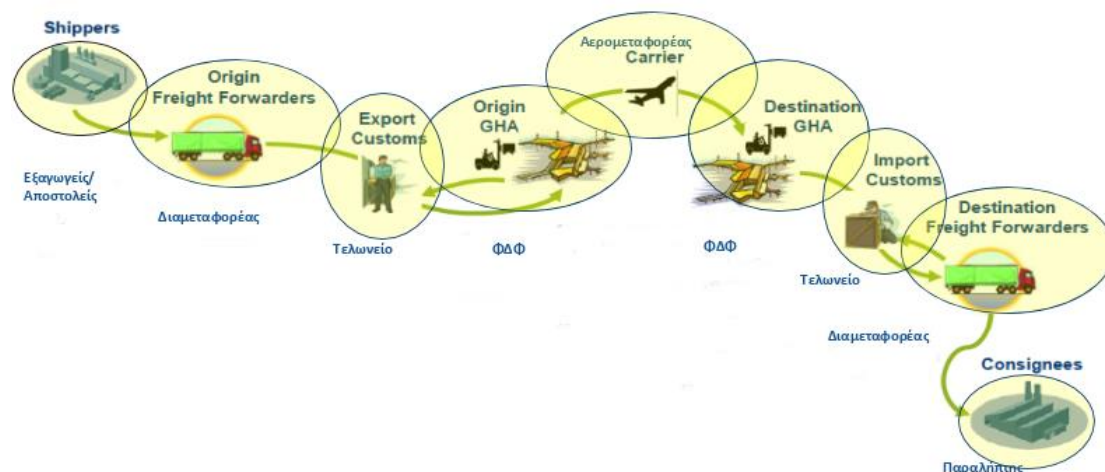 Shippers
Εξαγωγείς/
Αποστολείς
Origin
Freight Forwarders
Διαμεταφορέας
Export
Customs
Τελωνείο
Origin
GHA
ΦΔΦ
Αερομεταφορέας
Carrier
Destination
GHA
ΦΔΦ
Import
Customs
Τελωνείο
Destination
Freight Forwarders
Διαμεταφορέας
Consignees
Παραλήπτης